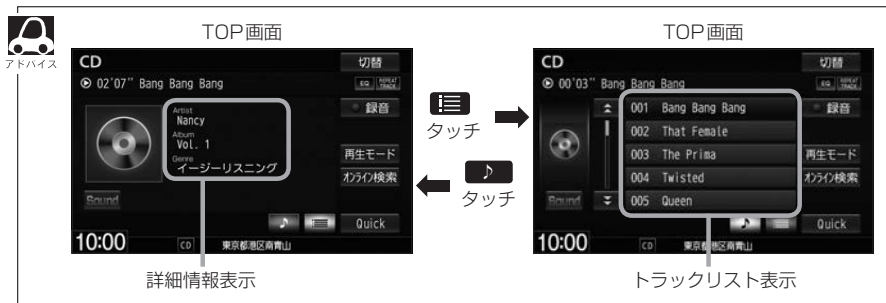 アドバイス
TOP画面
CD
切替
02'07" Bang Bang Bang
EQ REPEAT TRACK
Artist
Nancy
Album
Vol. 1
Genre
イージーリスニング
録音
再生モード
オンライン検索
Sound
♪
Quick
10:00
CD
東京都港区南青山
詳細情報表示
タッチ
♪
タッチ
TOP画面
CD
切替
00'03" Bang Bang Bang
EQ REPEAT TRACK
001 Bang Bang Bang
002 That Female
003 The Prima
004 Twisted
005 Queen
録音
再生モード
オンライン検索
Sound
♪
Quick
10:00
CD
東京都港区南青山
トラックリスト表示